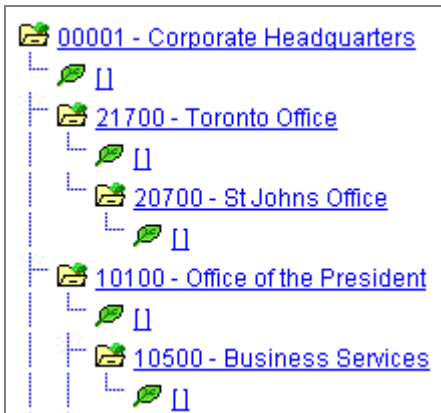 00001 - Corporate Headquarters
[]
21700 - Toronto Office
[]
20700 - St Johns Office
[]
10100 - Office of the President
[]
10500 - Business Services
[]